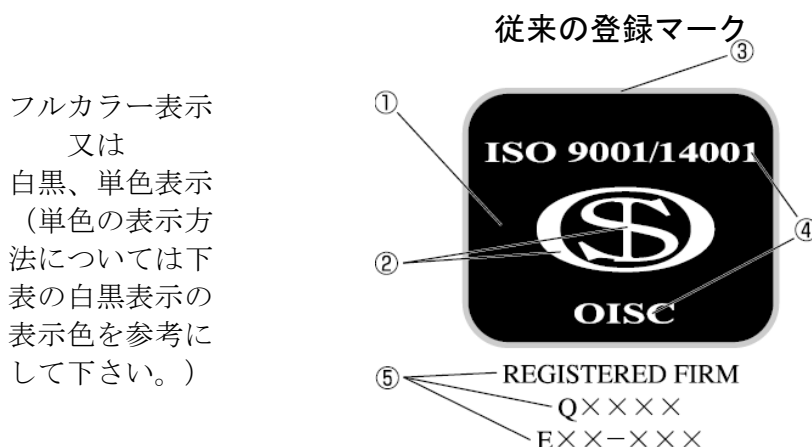 従来の登録マーク
フルカラー表示
又は
白黒、単色表示
（単色の表示方
法については下
表の白黒表示の
表示色を参考に
して下さい。）
③
①
ISO 9001/14001
④
②
OISC
⑤
REGISTERED FIRM
Q××××
E××－×××